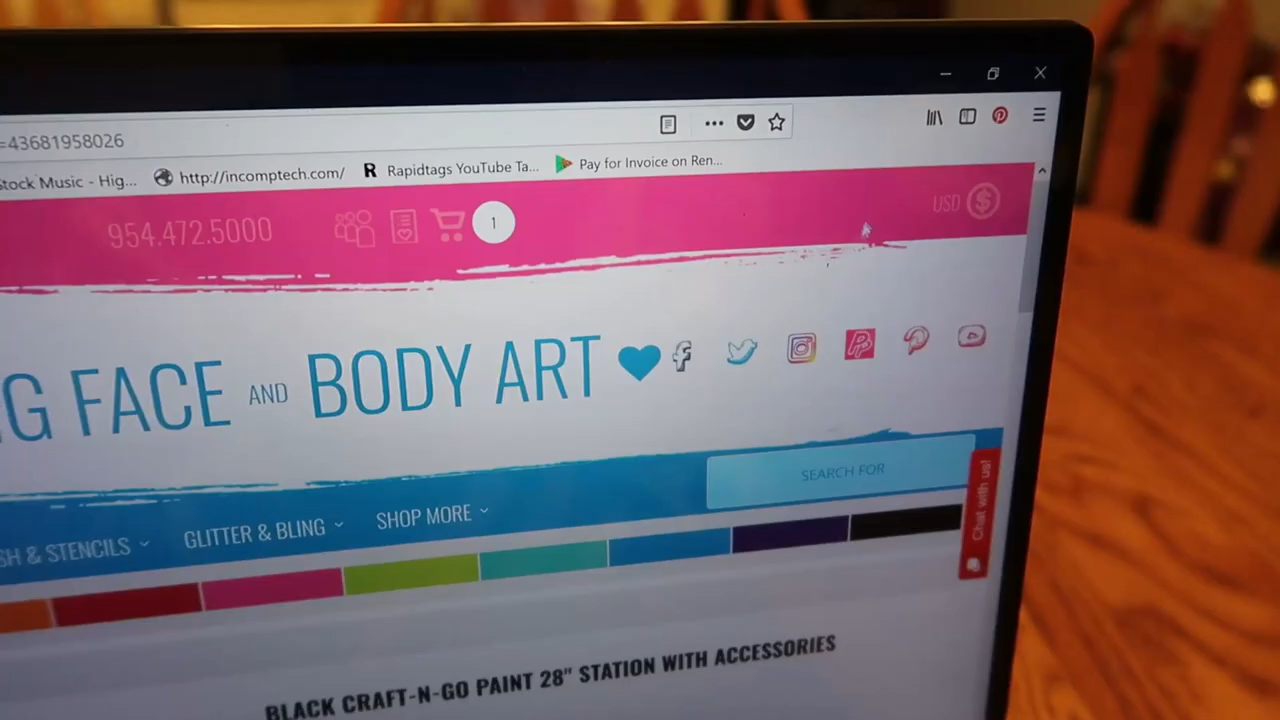 =43681958026
Stock Music - Hig...
http://incomptech.com/
R Rapidtags YouTube Ta...
Pay for Invoice on Ren...
954.472.5000
1
USD $
G FACE AND BODY ART
SEARCH FOR
SH & STENCILS
GLITTER & BLING
SHOP MORE
Chat with us!
BLACK CRAFT-N-GO PAINT 28" STATION WITH ACCESSORIES